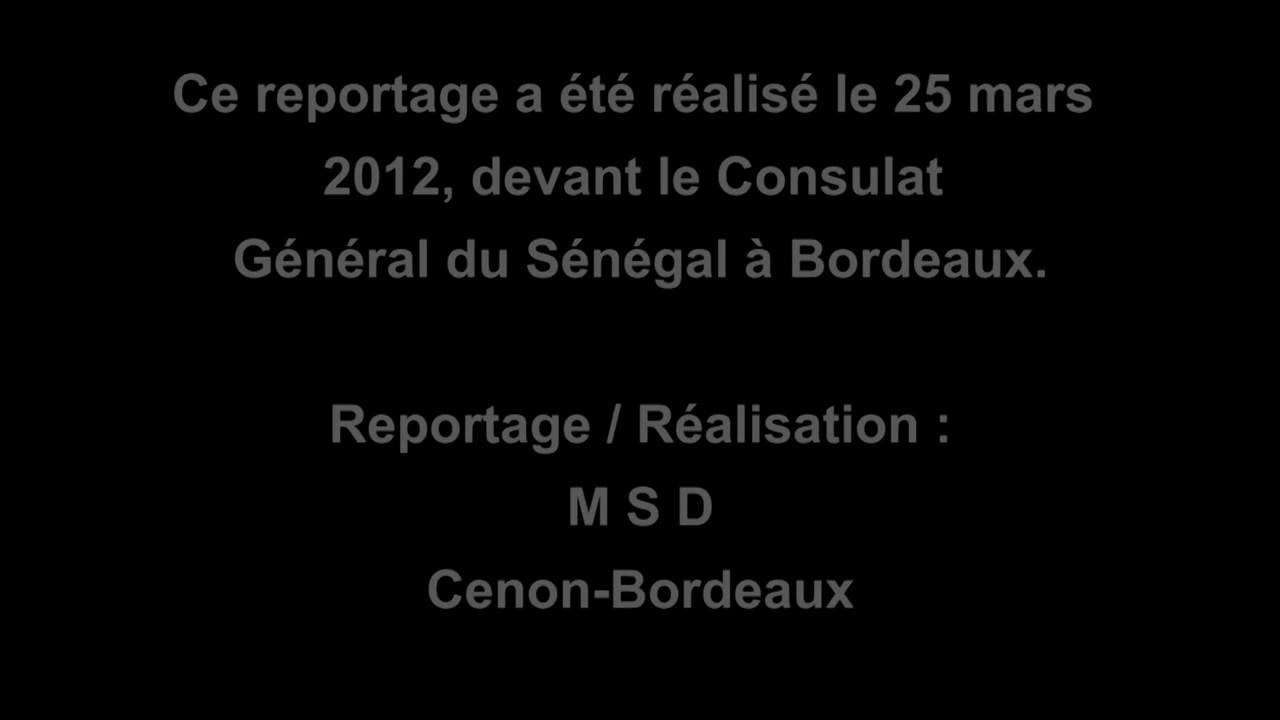 Ce reportage a été réalisé le 25 mars
2012, devant le Consulat
Général du Sénégal à Bordeaux.
Reportage / Réalisation :
M S D
Cenon-Bordeaux